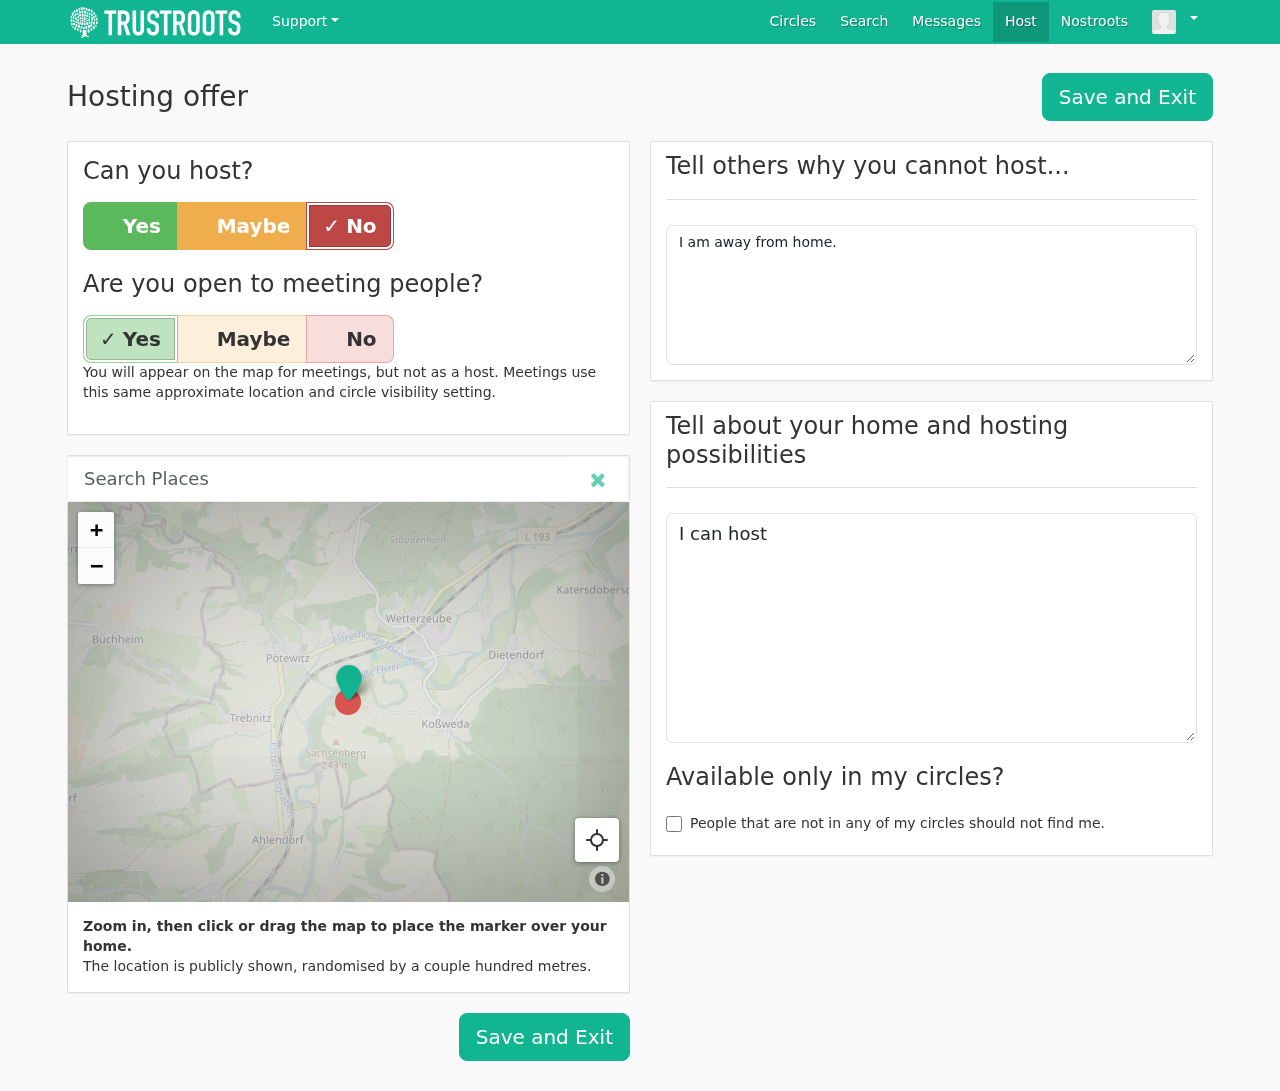 TRUSTROOTS
Support
Circles
Search
Messages
Host
Nostroots
Hosting offer
Save and Exit
Can you host?
Yes
Maybe
✓ No
Are you open to meeting people?
✓ Yes
Maybe
No
You will appear on the map for meetings, but not as a host. Meetings use
this same approximate location and circle visibility setting.
Search Places
+
−
Staudenhain
L 193
Katersdobersc
Wetterzeube
Buchheim
Pötewitz
Dietendorf
Trebnitz
Koßweda
Sachsenberg
243 m
Ahlendorf
Zoom in, then click or drag the map to place the marker over your
home.
The location is publicly shown, randomised by a couple hundred metres.
Save and Exit
Tell others why you cannot host...
I am away from home.
Tell about your home and hosting
possibilities
I can host
Available only in my circles?
People that are not in any of my circles should not find me.